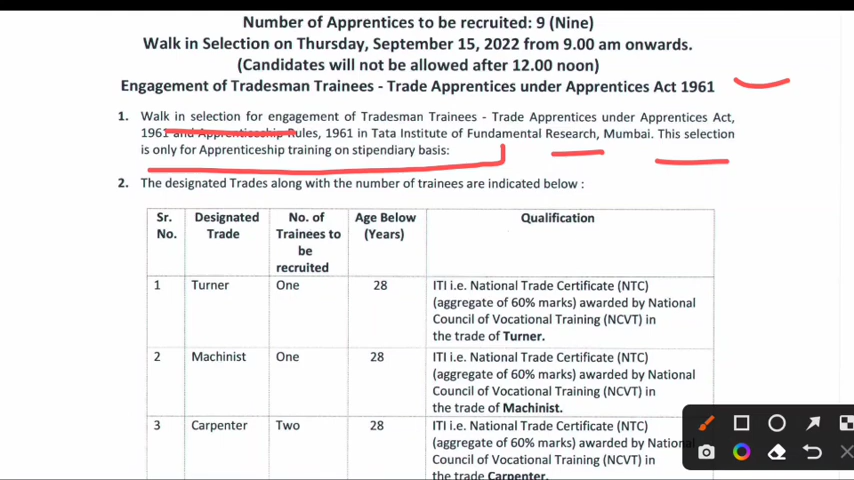 Number of Apprentices to be recruited: 9 (Nine)
Walk in Selection on Thursday, September 15, 2022 from 9.00 am onwards.
(Candidates will not be allowed after 12.00 noon)
Engagement of Tradesman Trainees - Trade Apprentices under Apprentices Act 1961
1. Walk in selection for engagement of Tradesman Trainees - Trade Apprentices under Apprentices Act,
1961 and Apprenticeship Rules, 1961 in Tata Institute of Fundamental Research, Mumbai. This selection
is only for Apprenticeship training on stipendiary basis:
2. The designated Trades along with the number of trainees are indicated below :
Sr. No. Designated Trade No. of Trainees to be recruited Age Below (Years) Qualification
1 Turner One 28 ITI i.e. National Trade Certificate (NTC)
(aggregate of 60% marks) awarded by National
Council of Vocational Training (NCVT) in
the trade of Turner.
2 Machinist One 28 ITI i.e. National Trade Certificate (NTC)
(aggregate of 60% marks) awarded by National
Council of Vocational Training (NCVT) in
the trade of Machinist.
3 Carpenter Two 28 ITI i.e. National Trade Certificate (NTC)
(aggregate of 60% marks) awarded by National
Council of Vocational Training (NCVT) in
the trade Carpenter.